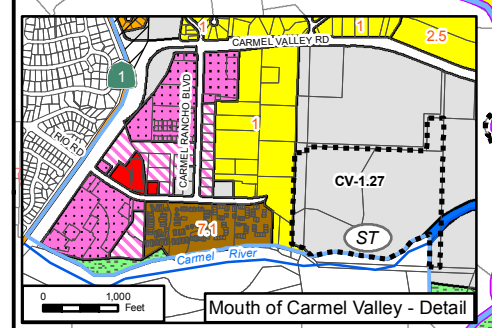 1
1
2.5
CARMEL VALLEY RD
1
CARMEL RANCHO BLVD
1
RIO RD
CV-1.27
7.1
ST
Carmel River
0 1,000
Feet
Mouth of Carmel Valley - Detail